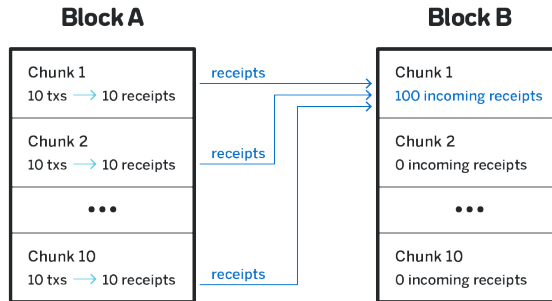 Block A
Chunk 1
10 txs → 10 receipts
Chunk 2
10 txs → 10 receipts
•••
Chunk 10
10 txs → 10 receipts
receipts
receipts
receipts
Block B
Chunk 1
100 incoming receipts
Chunk 2
0 incoming receipts
•••
Chunk 10
0 incoming receipts